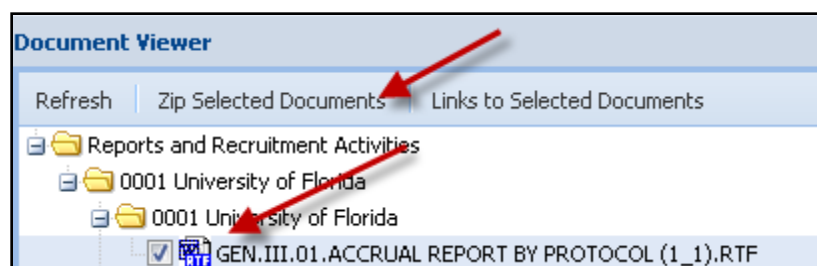 Document Viewer
Refresh Zip Selected Documents Links to Selected Documents
Reports and Recruitment Activities
0001 University of Florida
0001 University of Florida
W RTF GEN.III.01.ACCRUAL REPORT BY PROTOCOL (1_1).RTF